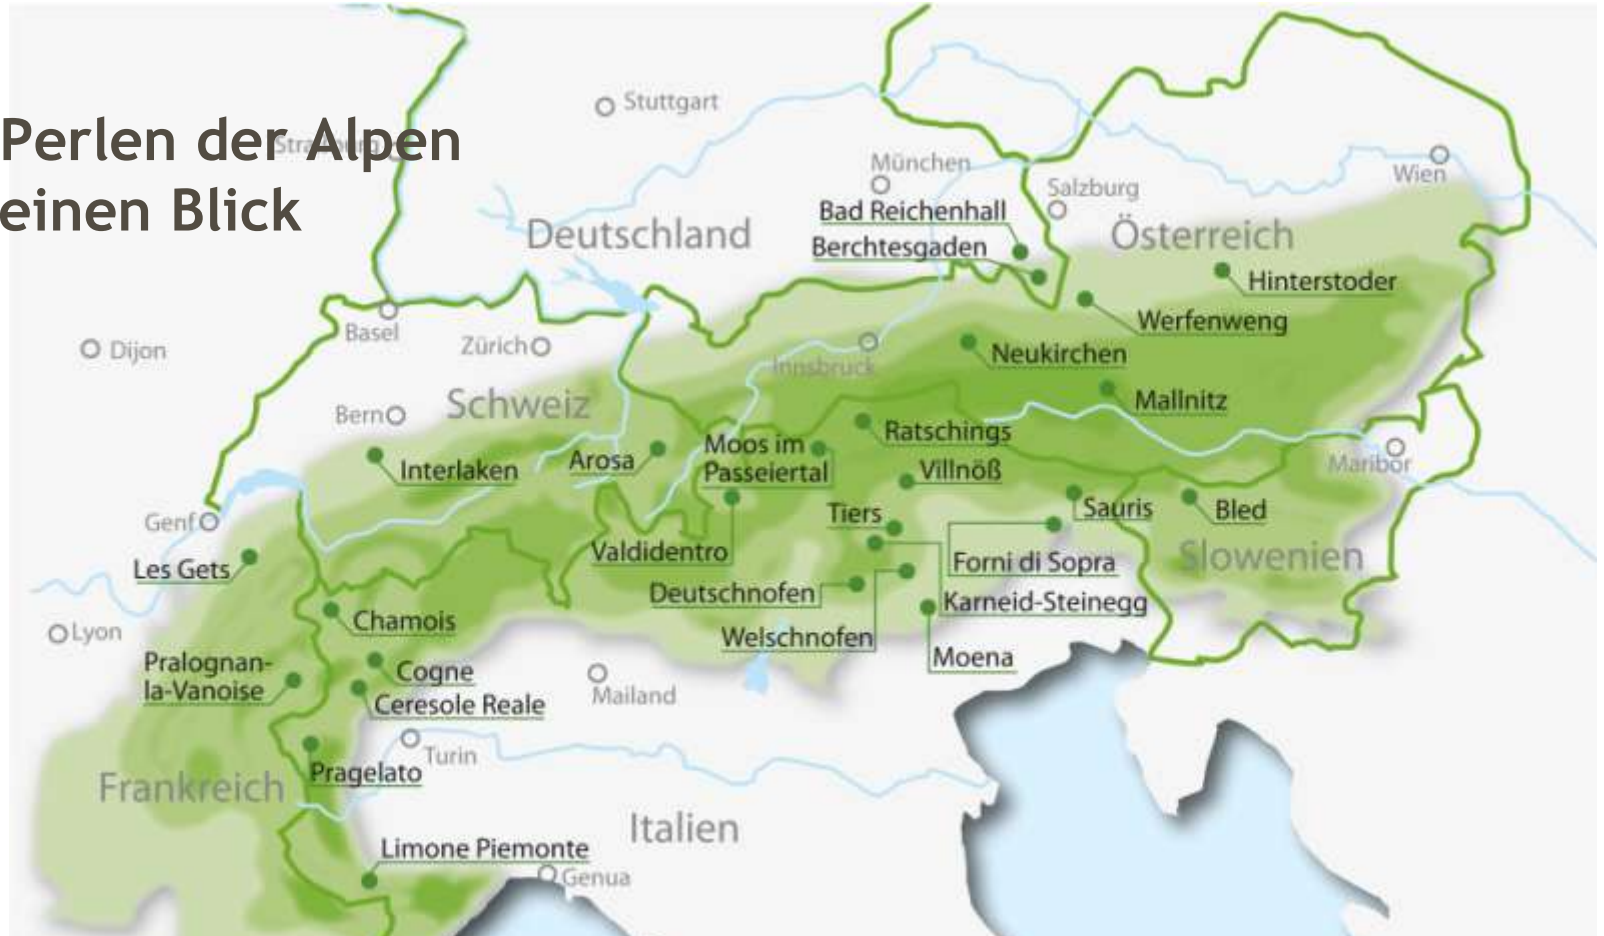 Perlen der Alpen
einen Blick
Stuttgart
Straßburg
München
Wien
Salzburg
Bad Reichenhall
Deutschland
Österreich
Berchtesgaden
Hinterstoder
Werfenweng
Basel
Zürich
Dijon
Innsbruck
Neukirchen
Schweiz
Bern
Mallnitz
Ratschings
Moos im
Passeiertal
Arosa
Interlaken
Villnöß
Maribor
Genf
Tiers
Sauris
Bled
Valdidentro
Les Gets
Forni di Sopra
Slowenien
Deutschnofen
Karneid-Steinegg
Chamois
Lyon
Welschnofen
Moena
Pralognan-
la-Vanoise
Cogne
Ceresole Reale
Mailand
Turin
Pragelato
Frankreich
Italien
Limone Piemonte
Genua